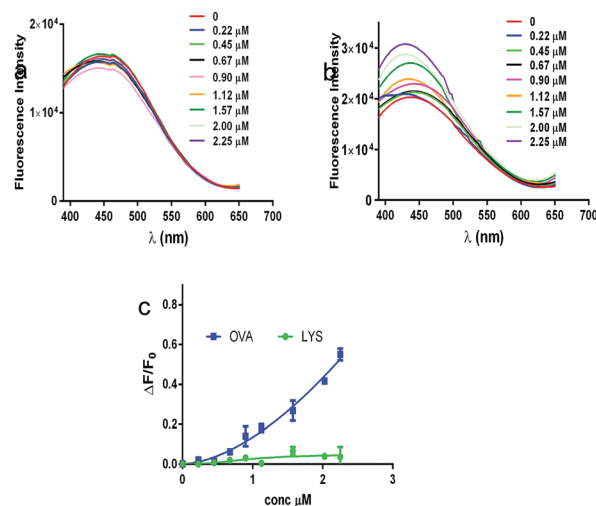 a
Fluorescence Intensity
2×10⁴
1×10⁴
0
400 450 500 550 600 650 700
λ (nm)
0
0.22 µM
0.45 µM
0.67 µM
0.90 µM
1.12 µM
1.57 µM
2.00 µM
2.25 µM
b
Fluorescence Intensity
3×10⁴
2×10⁴
1×10⁴
0
400 450 500 550 600 650 700
λ (nm)
0
0.22 µM
0.45 µM
0.67 µM
0.90 µM
1.12 µM
1.57 µM
2.00 µM
2.25 µM
C
ΔF/F₀
0.8
0.6
0.4
0.2
0.0
OVA LYS
0 1 2 3
conc µM